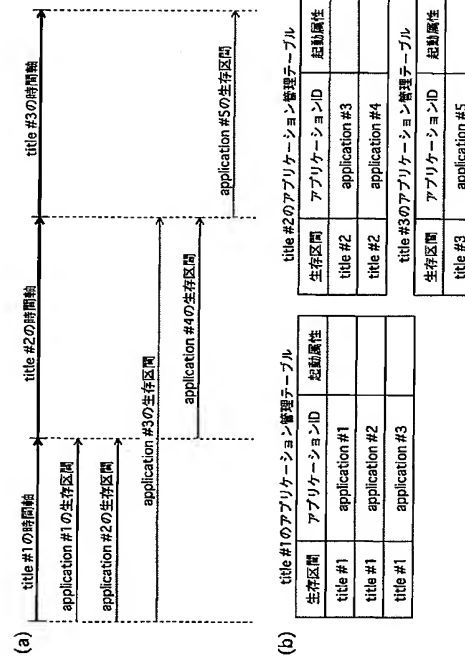 (a)
title #1の時間軸
title #2の時間軸
title #3の時間軸
application #1の生存区間
application #2の生存区間
application #3の生存区間
application #4の生存区間
application #5の生存区間
(b)
title #1のアプリケーション管理テーブル
生存区間 アプリケーションID 起動属性
title #1 application #1
title #1 application #2
title #1 application #3
title #2のアプリケーション管理テーブル
生存区間 アプリケーションID 起動属性
title #2 application #3
title #2 application #4
title #3のアプリケーション管理テーブル
生存区間 アプリケーションID 起動属性
title #3 application #5